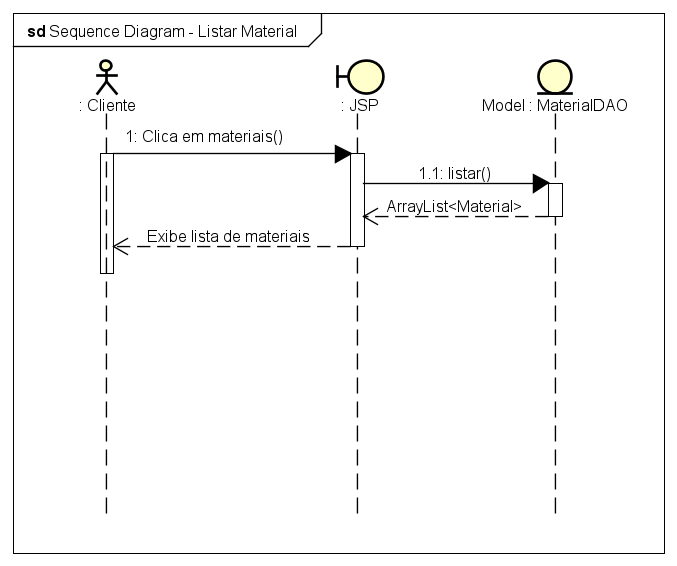 sd Sequence Diagram - Listar Material
: Cliente
: JSP
Model : MaterialDAO
1: Clica em materiais()
1.1: listar()
ArrayList<Material>
Exibe lista de materiais